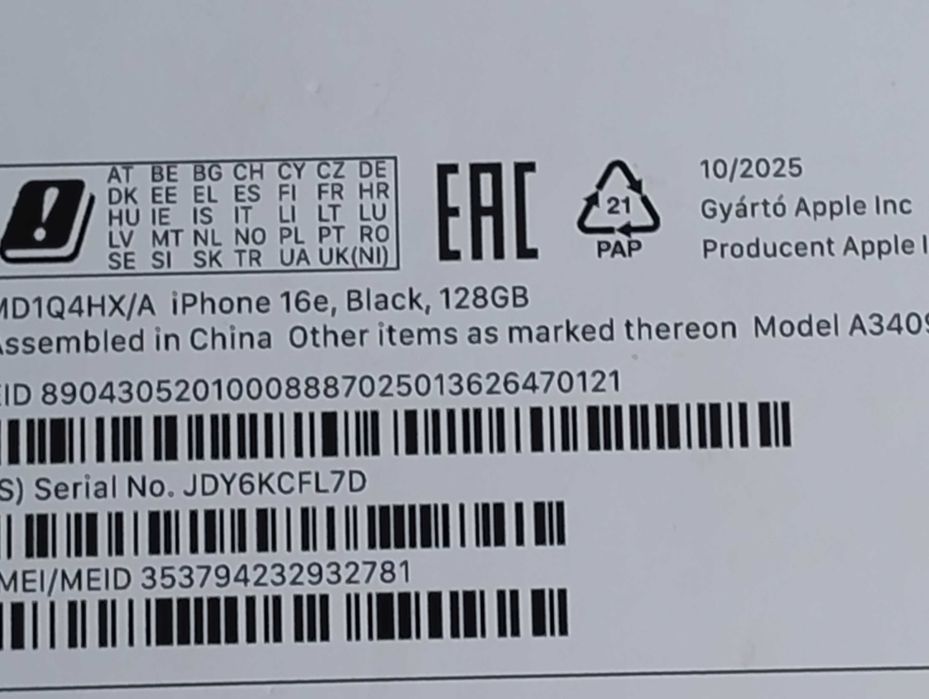 AT BE BG CH CY CZ DE
DK EE EL ES FI FR HR
HU IE IS IT LI LT LU
LV MT NL NO PL PT RO
SE SI SK TR UA UK(NI)
EAC
21
PAP
10/2025
Gyártó Apple Inc
Producent Apple I
MD1Q4HX/A iPhone 16e, Black, 128GB
Assembled in China Other items as marked thereon Model A3409
EID 89043052010008887025013626470121
S) Serial No. JDY6KCFL7D
MEI/MEID 353794232932781